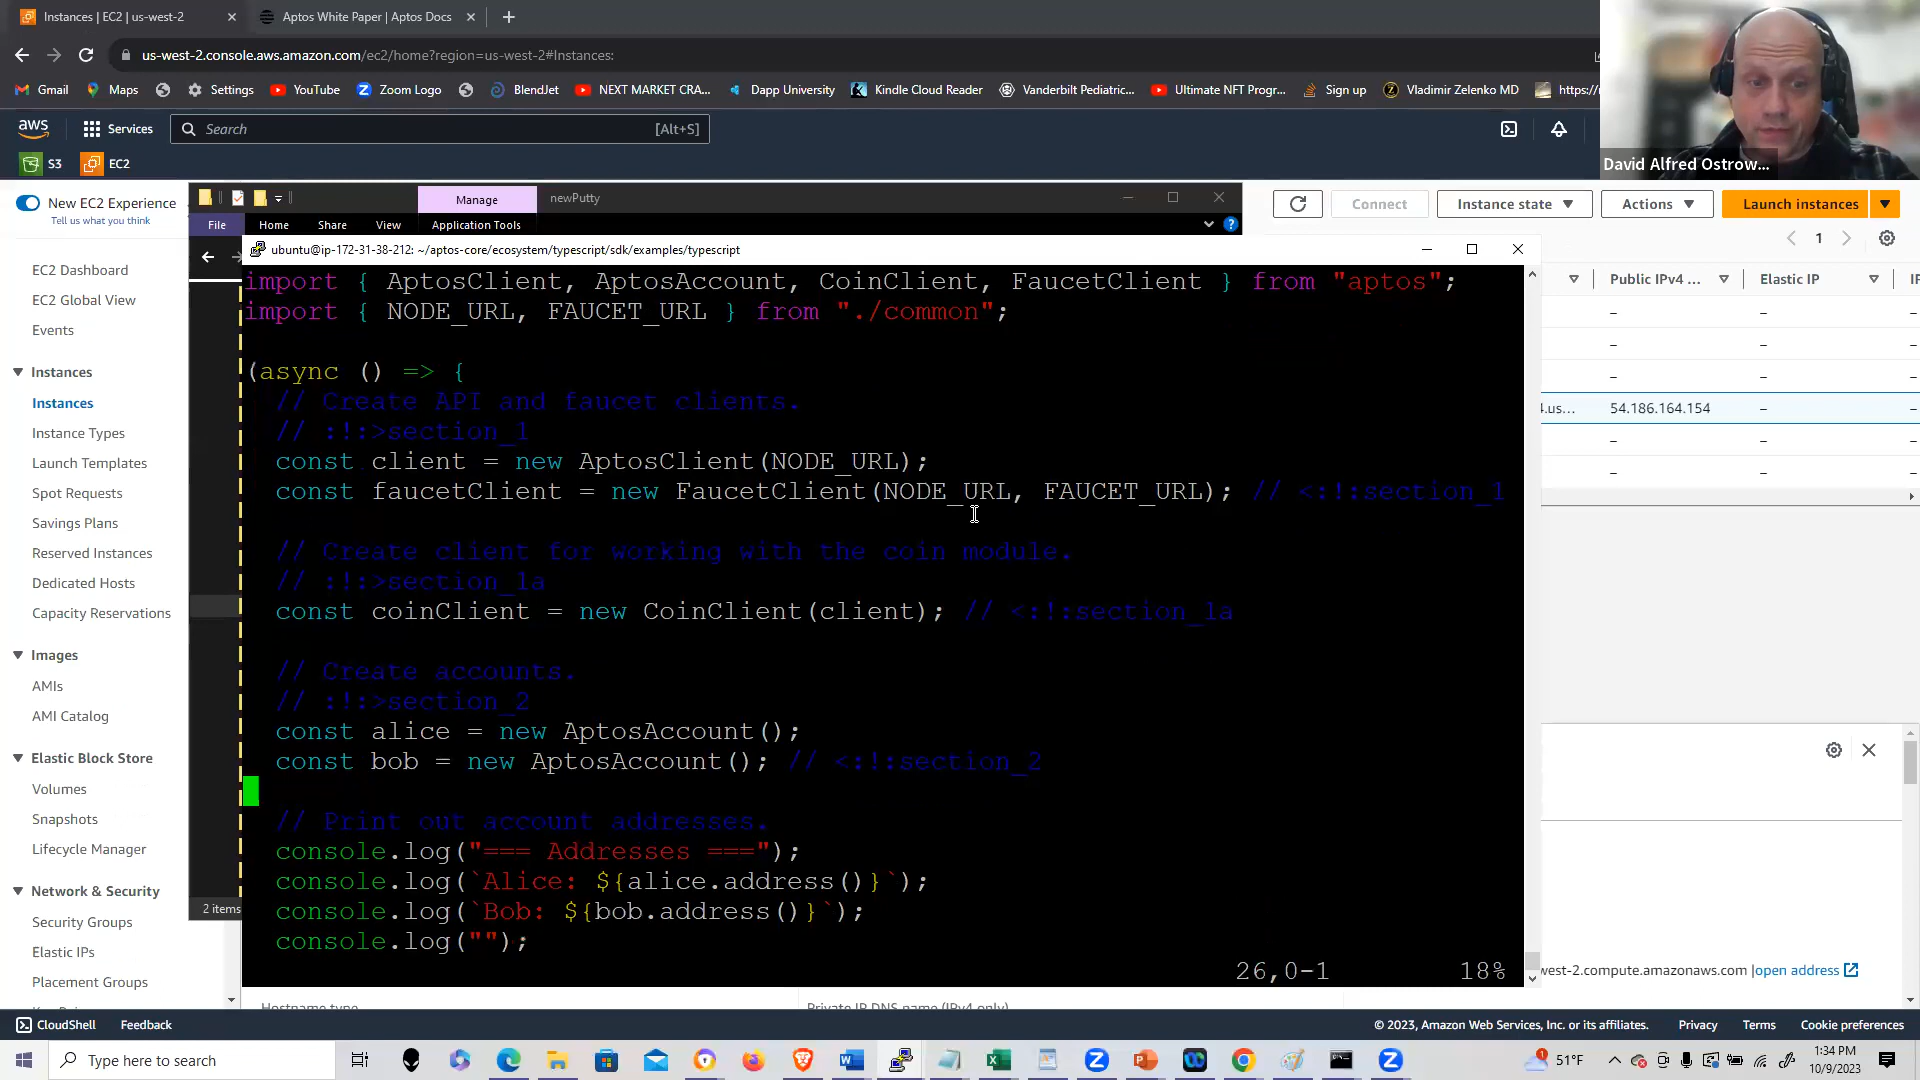 Instances | EC2 | us-west-2
Aptos White Paper | Aptos Docs
us-west-2.console.aws.amazon.com/ec2/home?region=us-west-2#Instances:
Gmail
Maps
Settings
YouTube
Zoom Logo
BlendJet
NEXT MARKET CRA...
Dapp University
Kindle Cloud Reader
Vanderbilt Pediatric...
Ultimate NFT Progr...
Sign up
Vladimir Zelenko MD
David Alfred Ostrow...
aws
Services
Search
[Alt+S]
S3
EC2
New EC2 Experience
Tell us what you think
EC2 Dashboard
EC2 Global View
Events
Instances
Instances
Instance Types
Launch Templates
Spot Requests
Savings Plans
Reserved Instances
Dedicated Hosts
Capacity Reservations
Images
AMIs
AMI Catalog
Elastic Block Store
Volumes
Snapshots
Lifecycle Manager
Network & Security
Security Groups
Elastic IPs
Placement Groups
Manage
newPutty
File
Home
Share
View
Application Tools
2 items
Connect
Instance state
Actions
Launch instances
1
Public IPv4 ...
Elastic IP
54.186.164.154
ubuntu@ip-172-31-38-212: ~/aptos-core/ecosystem/typescript/sdk/examples/typescript
import { AptosClient, AptosAccount, CoinClient, FaucetClient } from "aptos";
import { NODE_URL, FAUCET_URL } from "./common";
(async () => {
// Create API and faucet clients.
// :!:>section_1
const client = new AptosClient(NODE_URL);
const faucetClient = new FaucetClient(NODE_URL, FAUCET_URL); // <:!:section_1
// Create client for working with the coin module.
// :!:>section_1a
const coinClient = new CoinClient(client); // <:!:section_1a
// Create accounts.
// :!:>section_2
const alice = new AptosAccount();
const bob = new AptosAccount(); // <:!:section_2
// Print out account addresses.
console.log("=== Addresses ===");
console.log(`Alice: ${alice.address()}`);
console.log(`Bob: ${bob.address()}`);
console.log("");
26,0-1
18%
west-2.compute.amazonaws.com |open address
Hostname type
Private IP DNS name (IPv4 only)
CloudShell
Feedback
© 2023, Amazon Web Services, Inc. or its affiliates.
Privacy
Terms
Cookie preferences
Type here to search
51°F
1:34 PM
10/9/2023